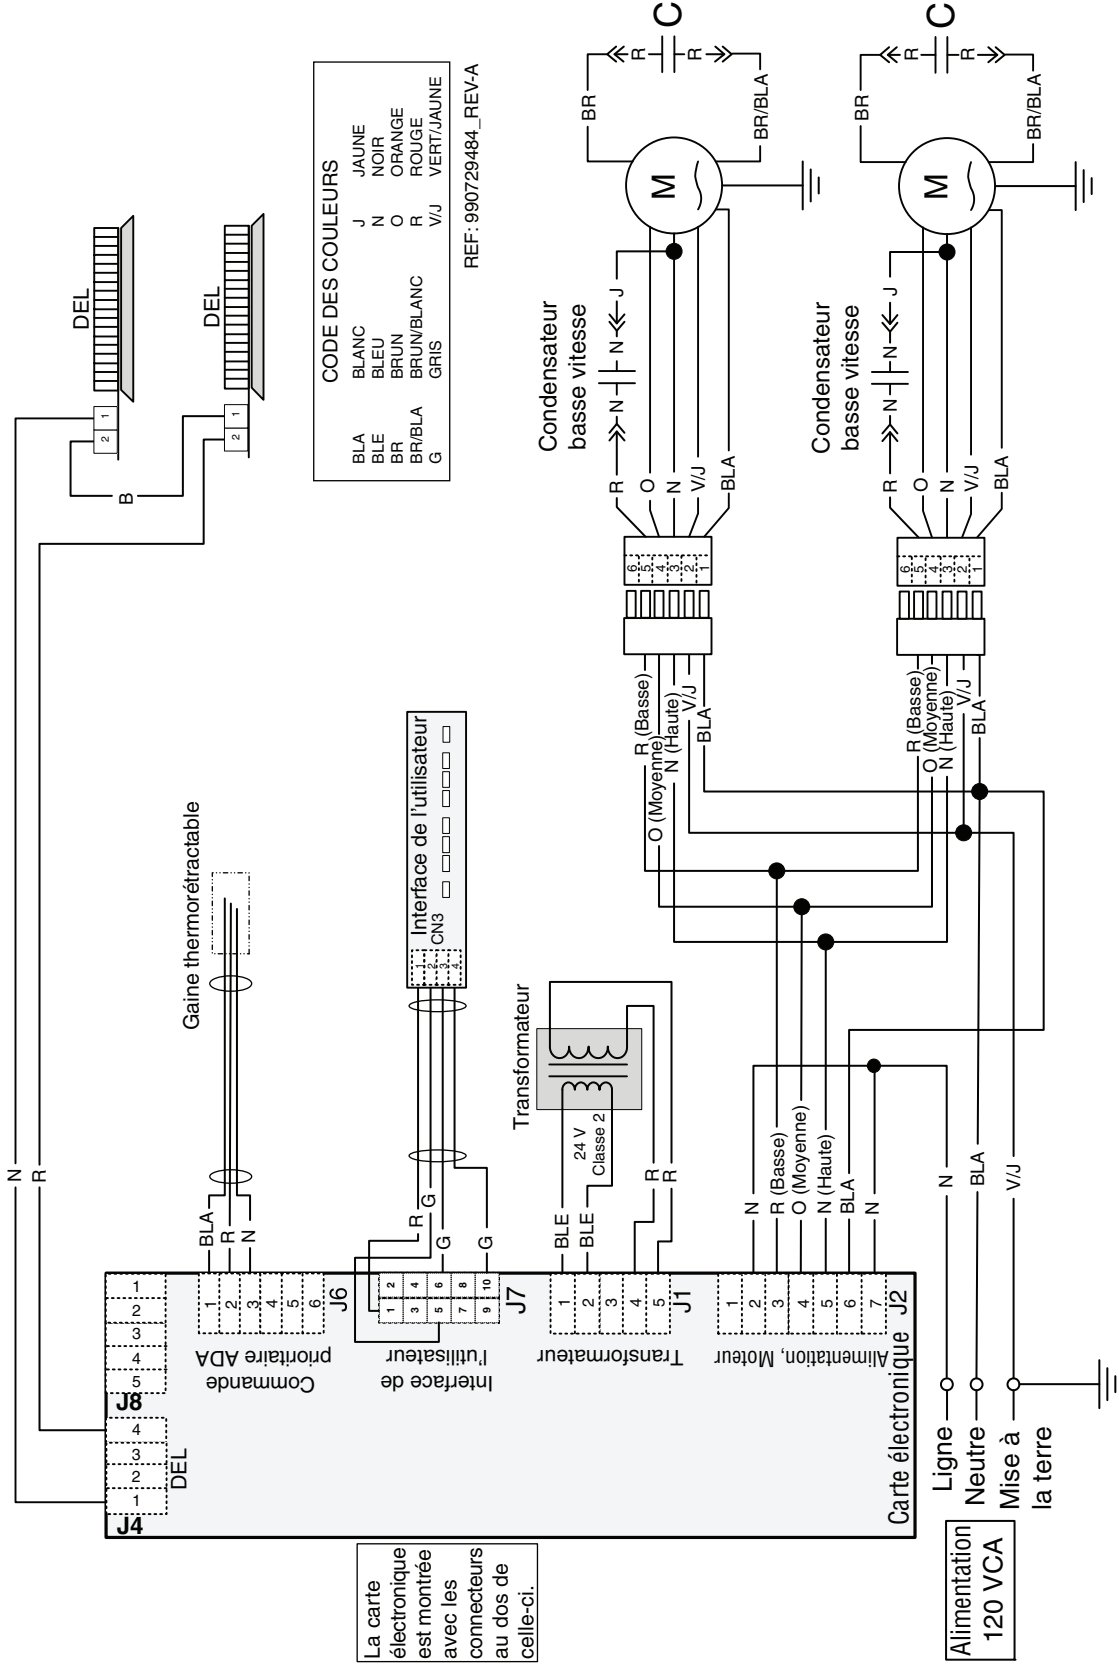 DEL
DEL
1
2
1
2
N
R
B
CODE DES COULEURS
BLA BLANC J JAUNE
BLE BLEU N NOIR
BR BRUN O ORANGE
BR/BLA BRUN/BLANC R ROUGE
G GRIS V/J VERT/JAUNE
REF: 990729484_REV-A
Gaine thermorétractable
BLA
R
N
Interface de l'utilisateur
CN3
1
2
3
4
R
G
G
G
Transformateur
24 V
Classe 2
BLE
BLE
R
R
N
R (Basse)
O (Moyenne)
N (Haute)
BLA
N
N
BLA
V/J
R (Basse)
O (Moyenne)
N (Haute)
V/J
BLA
R (Basse)
O (Moyenne)
N (Haute)
V/J
BLA
6
5
4
3
2
1
6
5
4
3
2
1
Condensateur
basse vitesse
R
N
N
J
O
N
V/J
BLA
M
BR
BR/BLA
R
R
C
Condensateur
basse vitesse
R
N
N
J
O
N
V/J
BLA
M
BR
BR/BLA
R
R
C
J4
1
2
3
4
DEL
J8
5
4
3
2
1
Commande
prioritaire ADA
1
2
3
4
5
6
J6
Interface de
l'utilisateur
1
2
3
4
5
6
7
8
9
10
J7
Transformateur
1
2
3
4
5
J1
Alimentation, Moteur
1
2
3
4
5
6
7
J2
Carte électronique
La carte
électronique
est montrée
avec les
connecteurs
au dos de
celle-ci.
Ligne
Neutre
Mise à
la terre
Alimentation
120 VCA